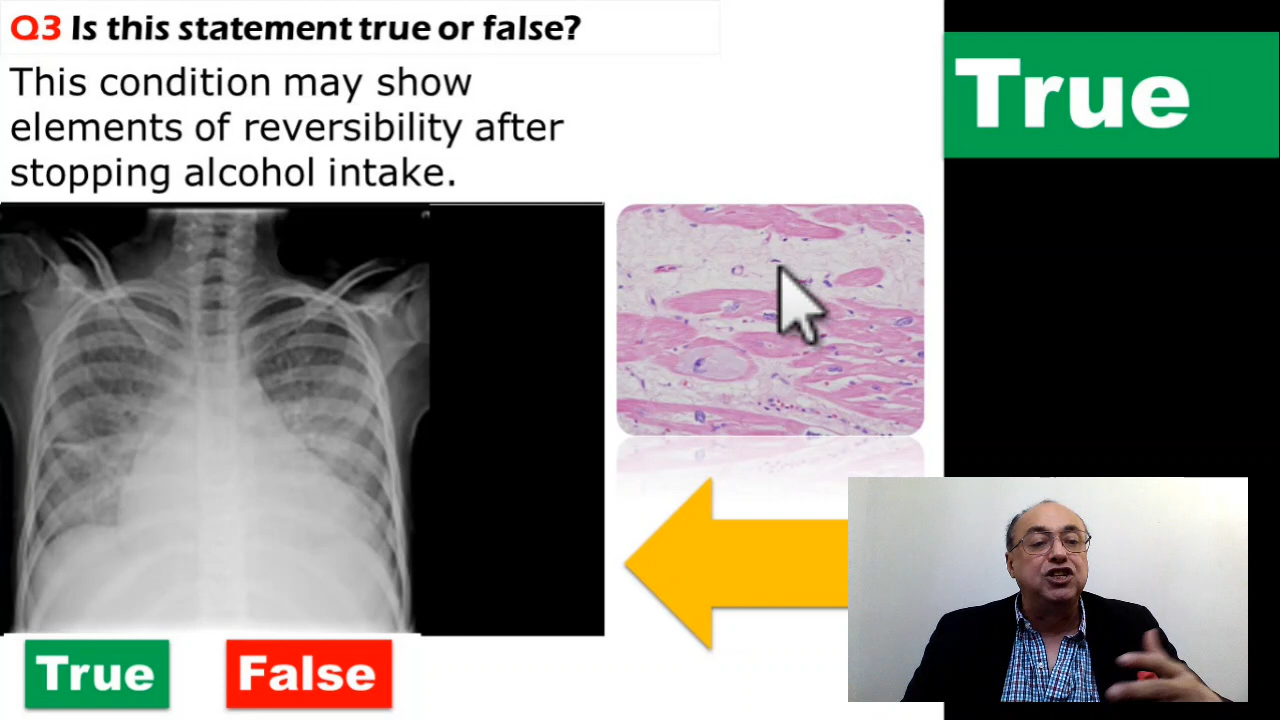 Q3 Is this statement true or false?
This condition may show
elements of reversibility after
stopping alcohol intake.
True
True
False